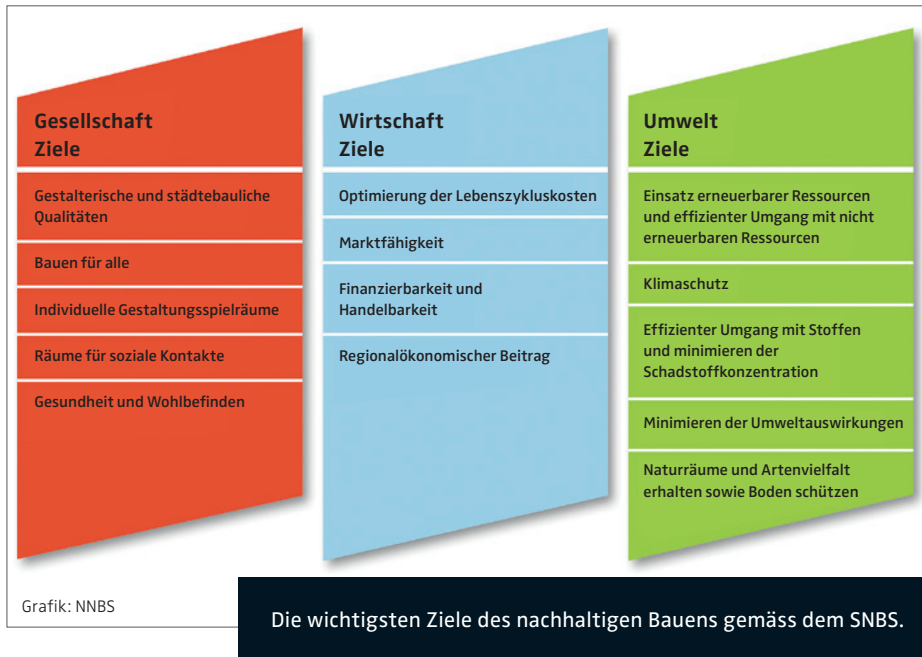 Gesellschaft
Ziele
Gestalterische und städtebauliche
Qualitäten
Bauen für alle
Individuelle Gestaltungsspielräume
Räume für soziale Kontakte
Gesundheit und Wohlbefinden
Wirtschaft
Ziele
Optimierung der Lebenszykluskosten
Marktfähigkeit
Finanzierbarkeit und
Handelbarkeit
Regionalökonomischer Beitrag
Umwelt
Ziele
Einsatz erneuerbarer Ressourcen
und effizienter Umgang mit nicht
erneuerbaren Ressourcen
Klimaschutz
Effizienter Umgang mit Stoffen
und minimieren der
Schadstoffkonzentration
Minimieren der Umweltauswirkungen
Naturräume und Artenvielfalt
erhalten sowie Boden schützen
Grafik: NNBS
Die wichtigsten Ziele des nachhaltigen Bauens gemäss dem SNBS.